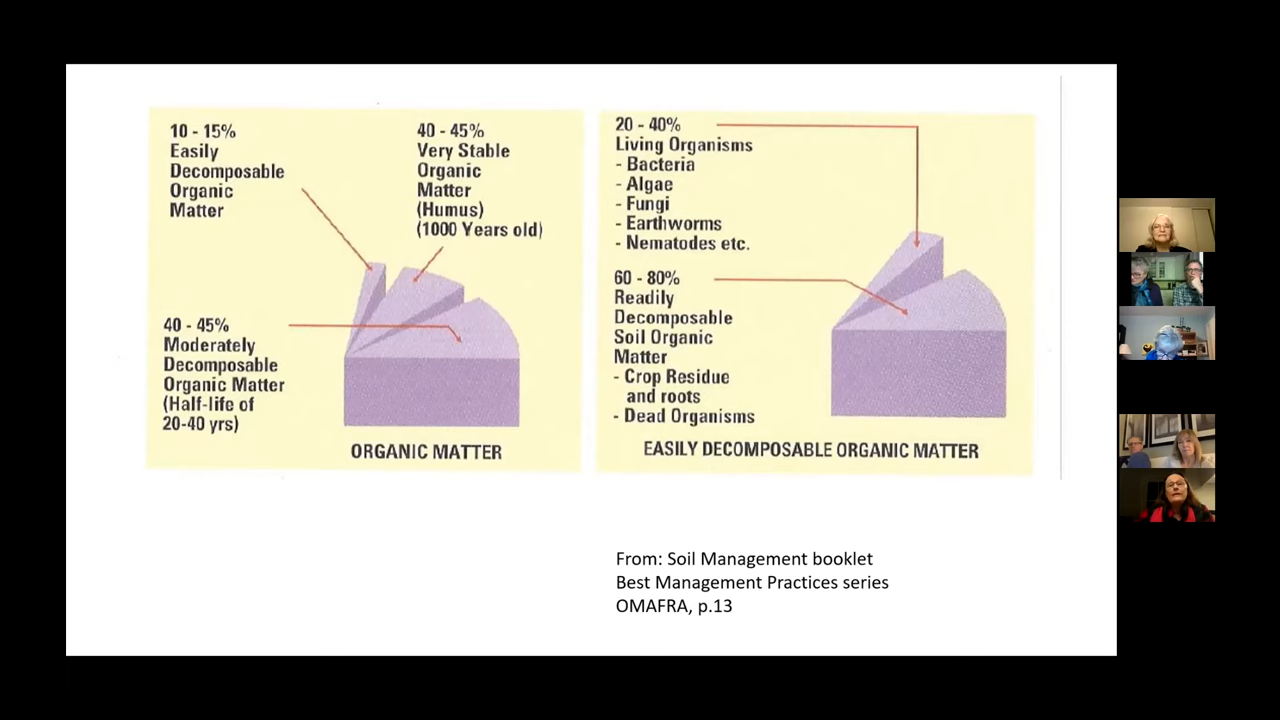 10 - 15%
Easily
Decomposable
Organic
Matter
40 - 45%
Very Stable
Organic
Matter
(Humus)
(1000 Years old)
40 - 45%
Moderately
Decomposable
Organic Matter
(Half-life of
20-40 yrs)
ORGANIC MATTER
20 - 40%
Living Organisms
- Bacteria
- Algae
- Fungi
- Earthworms
- Nematodes etc.
60 - 80%
Readily
Decomposable
Soil Organic
Matter
- Crop Residue
and roots
- Dead Organisms
EASILY DECOMPOSABLE ORGANIC MATTER
From: Soil Management booklet
Best Management Practices series
OMAFRA, p.13